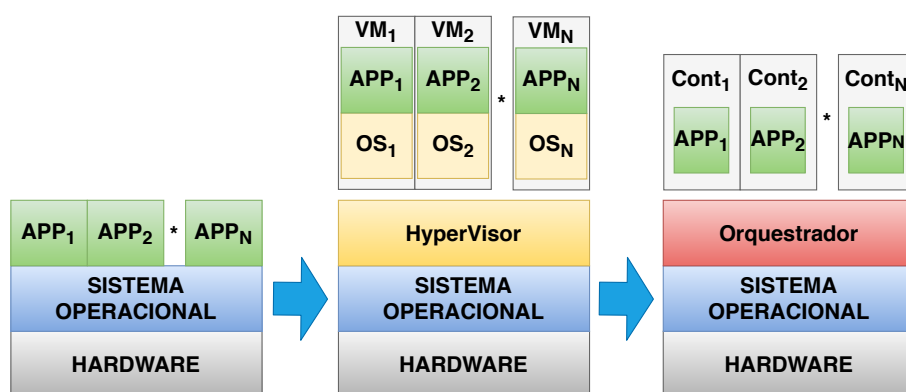 APP1
APP2
*
APPN
SISTEMA
OPERACIONAL
HARDWARE
VM1
VM2
VMN
APP1
APP2
*
APPN
OS1
OS2
OSN
HyperVisor
SISTEMA
OPERACIONAL
HARDWARE
Cont1
Cont2
*
ContN
APP1
APP2
APPN
Orquestrador
SISTEMA
OPERACIONAL
HARDWARE